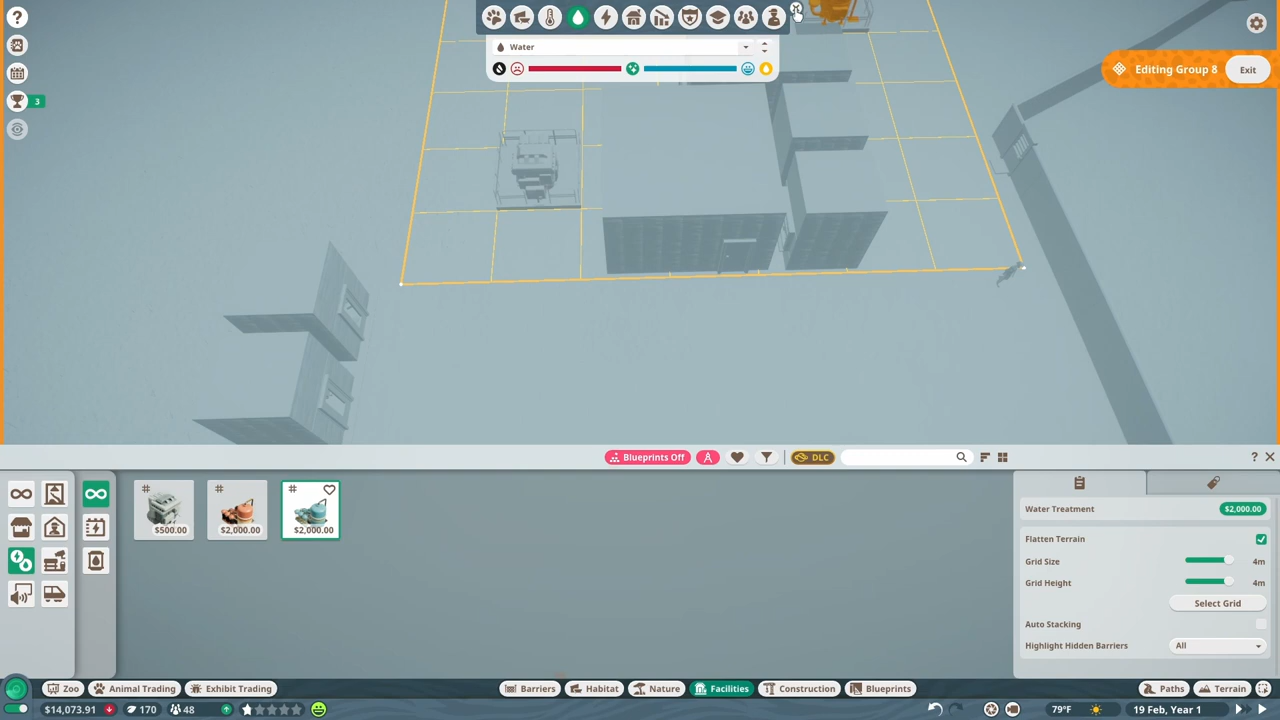 ?
Water
Editing Group 8
Exit
3
Blueprints Off
DLC
?
$500.00
$2,000.00
$2,000.00
Water Treatment
$2,000.00
Flatten Terrain
Grid Size
4m
Grid Height
4m
Select Grid
Auto Stacking
Highlight Hidden Barriers
All
Zoo
Animal Trading
Exhibit Trading
Barriers
Habitat
Nature
Facilities
Construction
Blueprints
Paths
Terrain
$14,073.91
170
48
79°F
19 Feb, Year 1